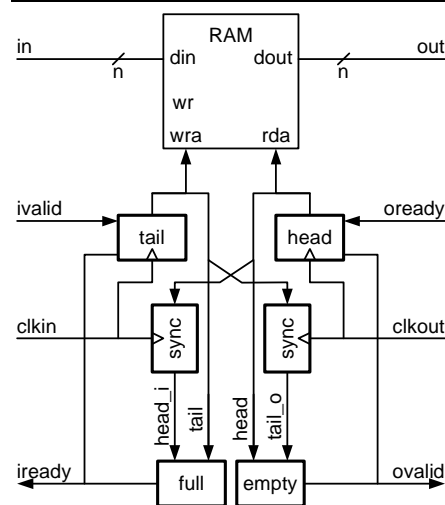 in
RAM
out
din
dout
n
n
wr
wra
rda
ivalid
oready
tail
head
clkin
sync
sync
clkout
head_i
tail
head
tail_o
iready
full
empty
ovalid